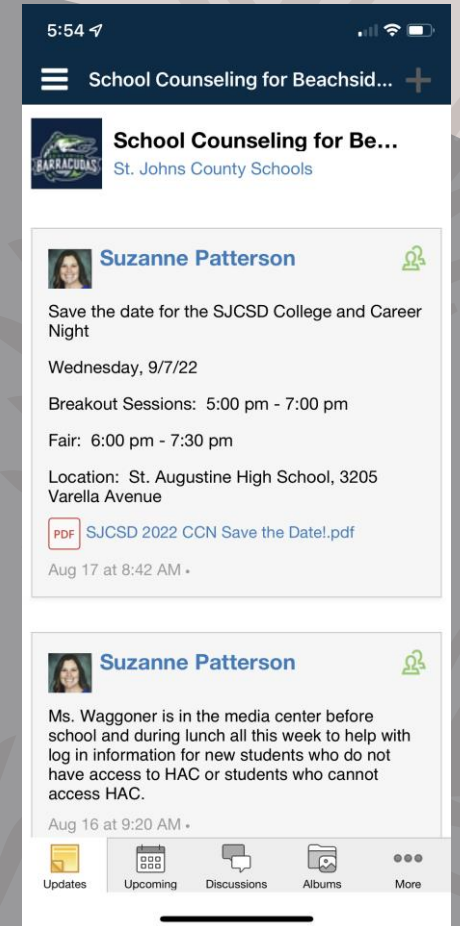 5:54
School Counseling for Beachsid...
BARRACUDAS
School Counseling for Be...
St. Johns County Schools
Suzanne Patterson
Save the date for the SJCSD College and Career
Night
Wednesday, 9/7/22
Breakout Sessions: 5:00 pm - 7:00 pm
Fair: 6:00 pm - 7:30 pm
Location: St. Augustine High School, 3205
Varella Avenue
PDF SJCSD 2022 CCN Save the Date!.pdf
Aug 17 at 8:42 AM •
Suzanne Patterson
Ms. Waggoner is in the media center before
school and during lunch all this week to help with
log in information for new students who do not
have access to HAC or students who cannot
access HAC.
Aug 16 at 9:20 AM •
Updates Upcoming Discussions Albums More